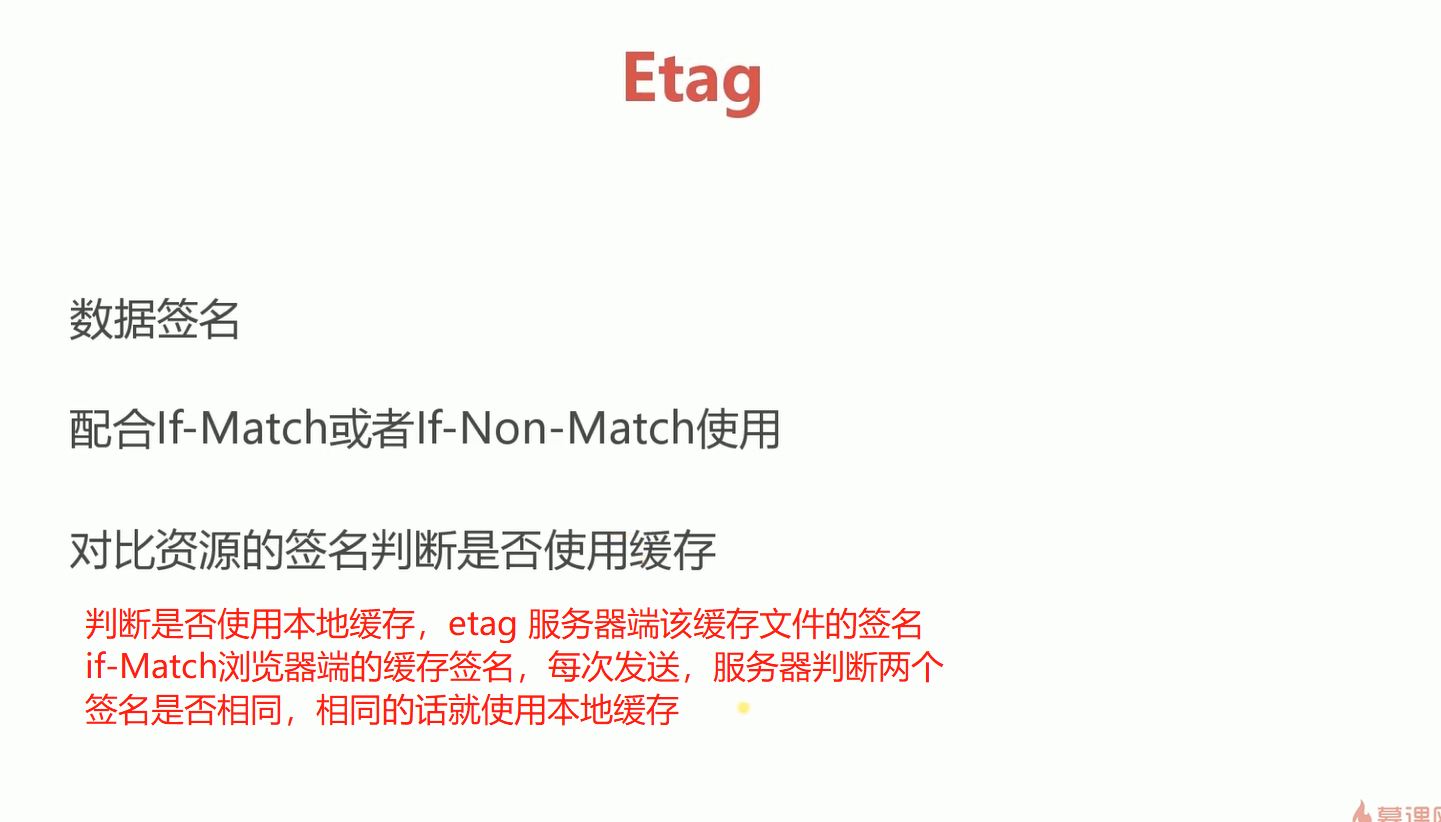 Etag
数据签名
配合If-Match或者If-Non-Match使用
对比资源的签名判断是否使用缓存
判断是否使用本地缓存，etag 服务器端该缓存文件的签名
if-Match浏览器端的缓存签名，每次发送，服务器判断两个
签名是否相同，相同的话就使用本地缓存
慕课网